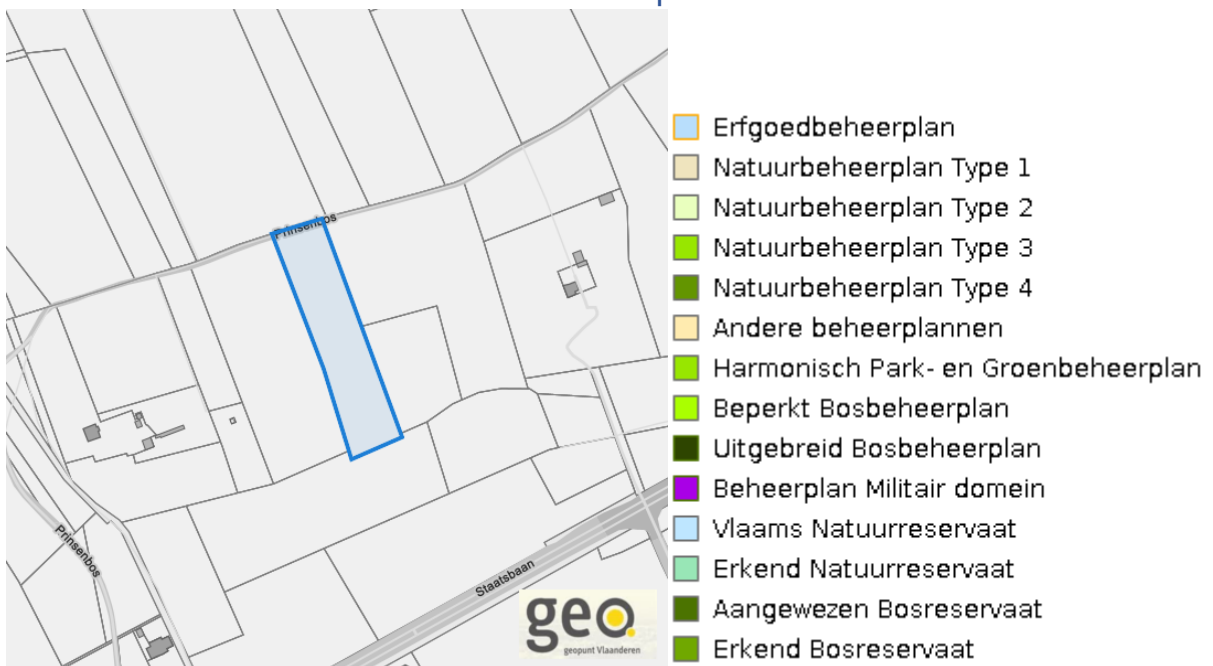 Prinsenbos
Prinsenbos
Staatsbaan
geo
geopunt Vlaanderen
Erfgoedbeheerplan
Natuurbeheerplan Type 1
Natuurbeheerplan Type 2
Natuurbeheerplan Type 3
Natuurbeheerplan Type 4
Andere beheerplannen
Harmonisch Park- en Groenbeheerplan
Beperkt Bosbeheerplan
Uitgebreid Bosbeheerplan
Beheerplan Militair domein
Vlaams Natuurreservaat
Erkend Natuurreservaat
Aangewezen Bosreservaat
Erkend Bosreservaat